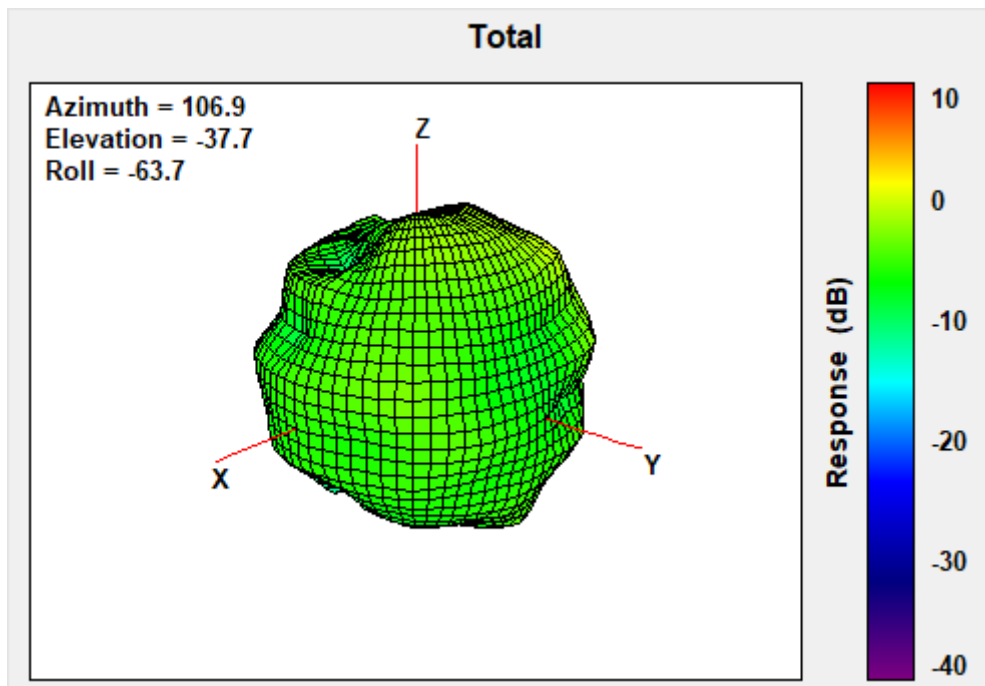 Total
Azimuth = 106.9
Elevation = -37.7
Roll = -63.7
Z
X
Y
10
0
-10
-20
-30
-40
Response (dB)